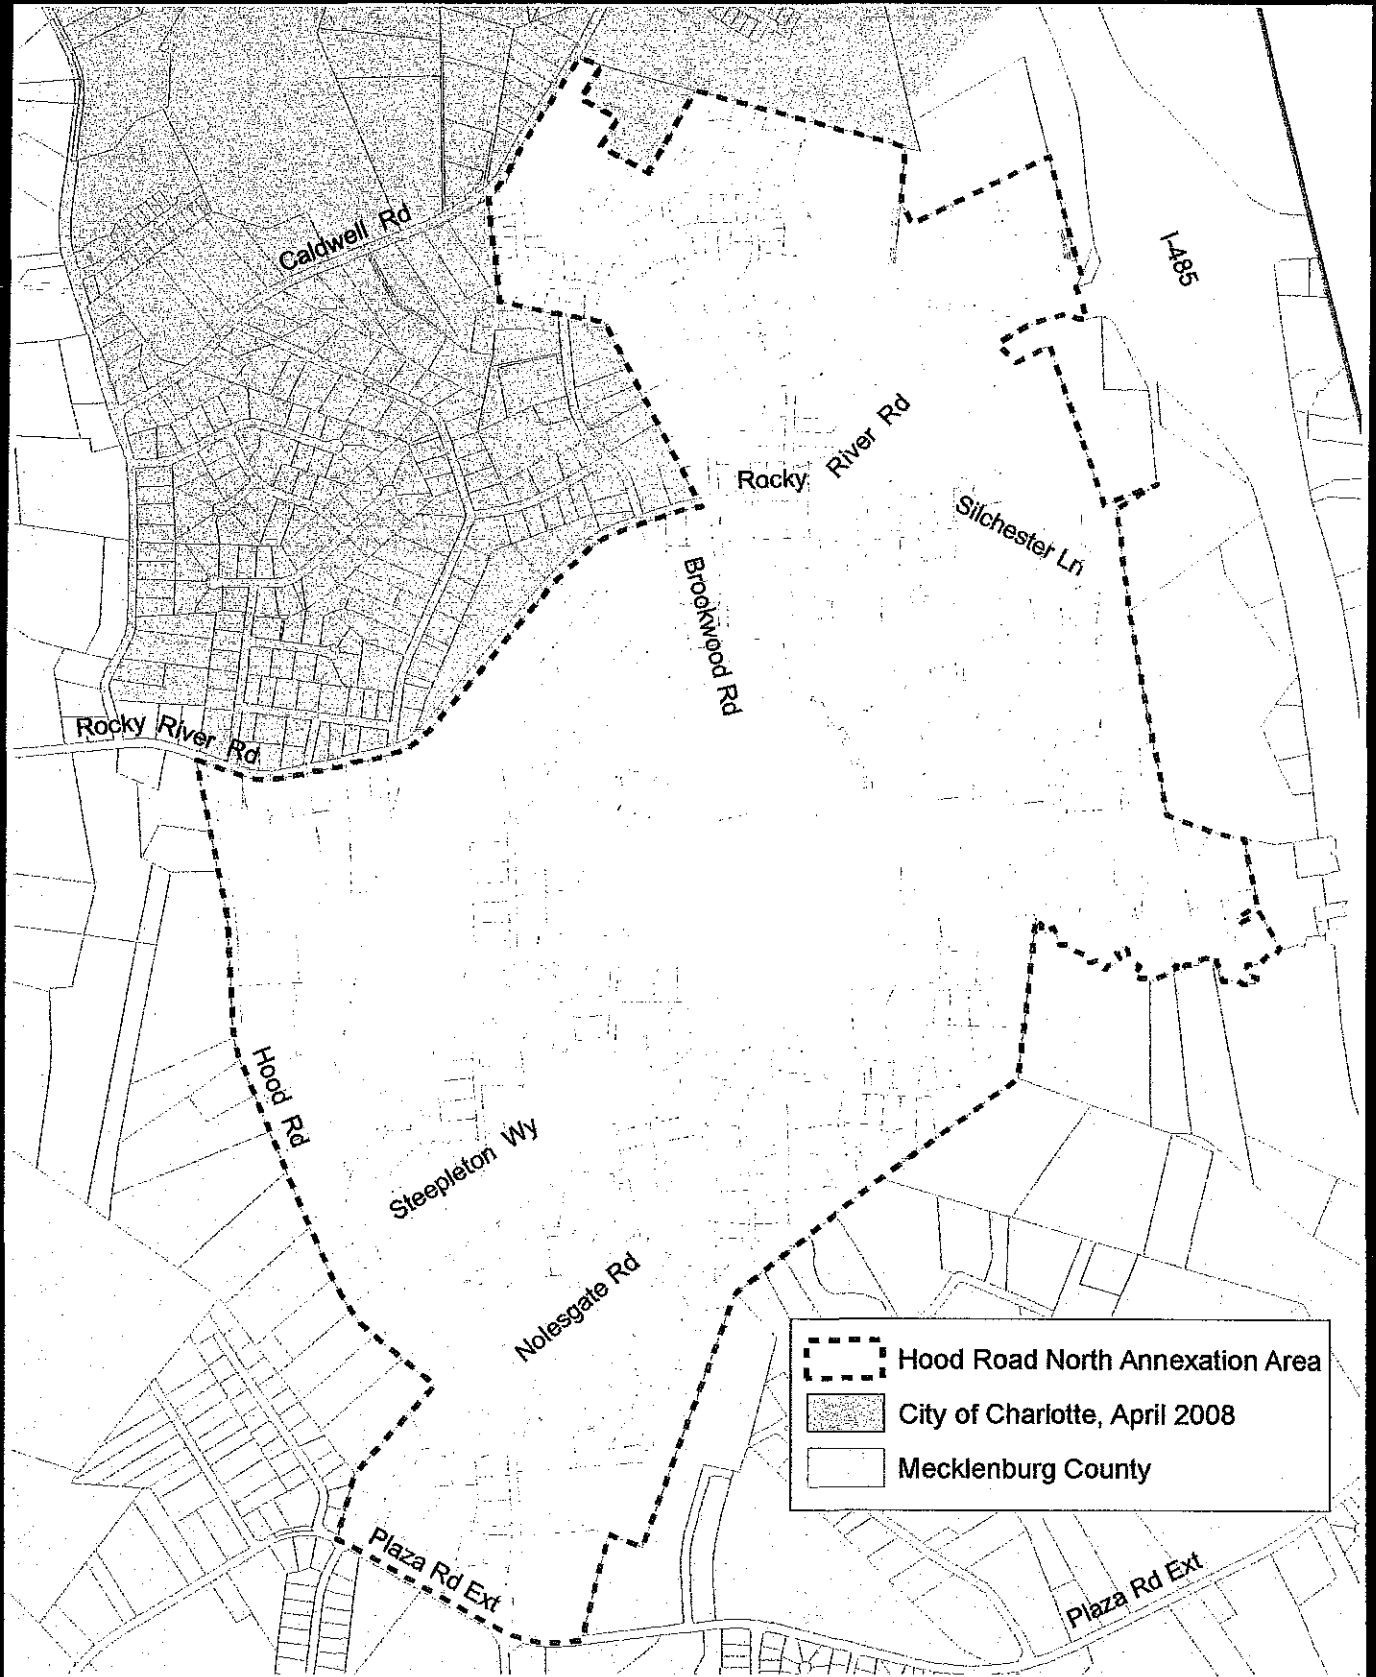 Caldwell Rd
I-485
Rocky River Rd
Silchester Ln
Brookwood Rd
Rocky River Rd
Hood Rd
Steepleton Wy
Nolesgate Rd
Hood Road North Annexation Area
City of Charlotte, April 2008
Mecklenburg County
Plaza Rd Ext
Plaza Rd Ext